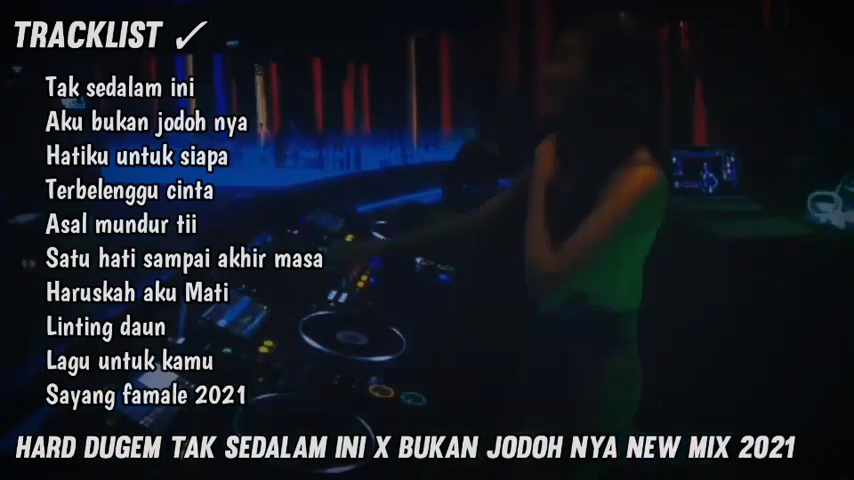 TRACKLIST ✓
Tak sedalam ini
Aku bukan jodoh nya
Hatiku untuk siapa
Terbelenggu cinta
Asal mundur tii
Satu hati sampai akhir masa
Haruskah aku Mati
Linting daun
Lagu untuk kamu
Sayang famale 2021
HARD DUGEM TAK SEDALAM INI X BUKAN JODOH NYA NEW MIX 2021